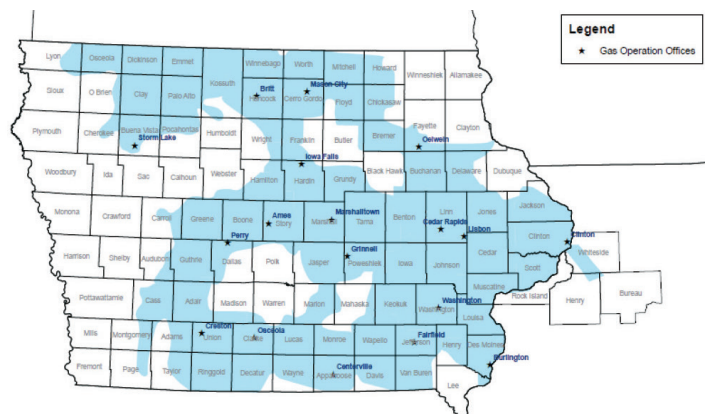 Legend
★ Gas Operation Offices
Lyon
Osceola
Dickinson
Emmet
Winnebago
Worth
Mitchell
Howard
Winneshiek
Allamakee
Kossuth
Sioux
O Brien
Clay
Palo Alto
Britt
Hancock
Mason City
Cerro Gordo
Floyd
Chickasaw
Fayette
Clayton
Plymouth
Cherokee
Buena Vista
Pocahontas
Storm Lake
Humboldt
Wright
Franklin
Butler
Bremer
Oelwein
Woodbury
Ida
Sac
Calhoun
Webster
Hamilton
Iowa Falls
Hardin
Grundy
Black Hawk
Buchanan
Delaware
Dubuque
Monona
Crawford
Carroll
Greene
Boone
Ames
Story
Marshalltown
Marshall
Tama
Benton
Linn
Cedar Rapids
Jones
Lisbon
Jackson
Clinton
Clinton
Whiteside
Harrison
Shelby
Audubon
Guthrie
Perry
Dallas
Polk
Jasper
Grinnell
Poweshiek
Iowa
Johnson
Cedar
Scott
Muscatine
Rock Island
Henry
Bureau
Pottawattamie
Cass
Adair
Madison
Warren
Marion
Mahaska
Keokuk
Washington
Washington
Louisa
Mills
Montgomery
Adams
Creston
Union
Osceola
Clarke
Lucas
Monroe
Wapello
Fairfield
Jefferson
Henry
Des Moines
Burlington
Fremont
Page
Taylor
Ringgold
Decatur
Wayne
Centerville
Appanoose
Davis
Van Buren
Lee